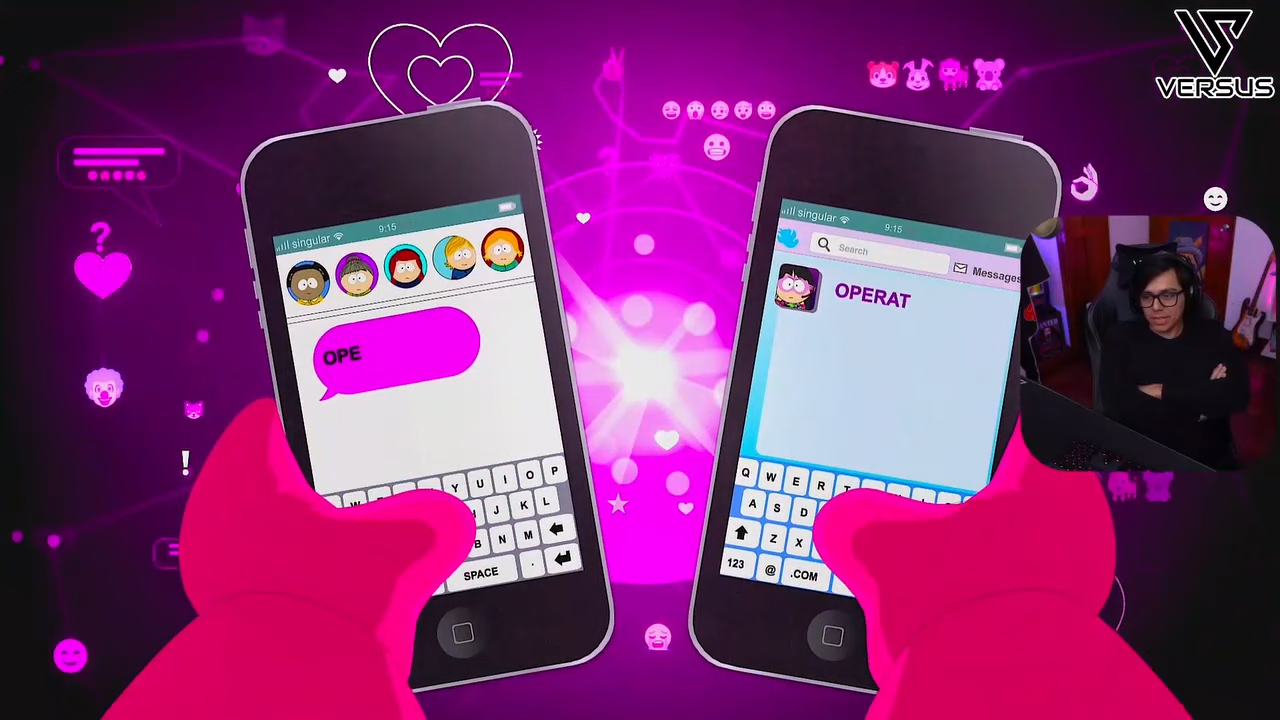 VERSUS
singular 9:15
OPE
Y U I O P
J K L
B N M
SPACE .
singular 9:15
Search
Messages
OPERAT
Q W E R T
A S D
Z X
123 @ .COM